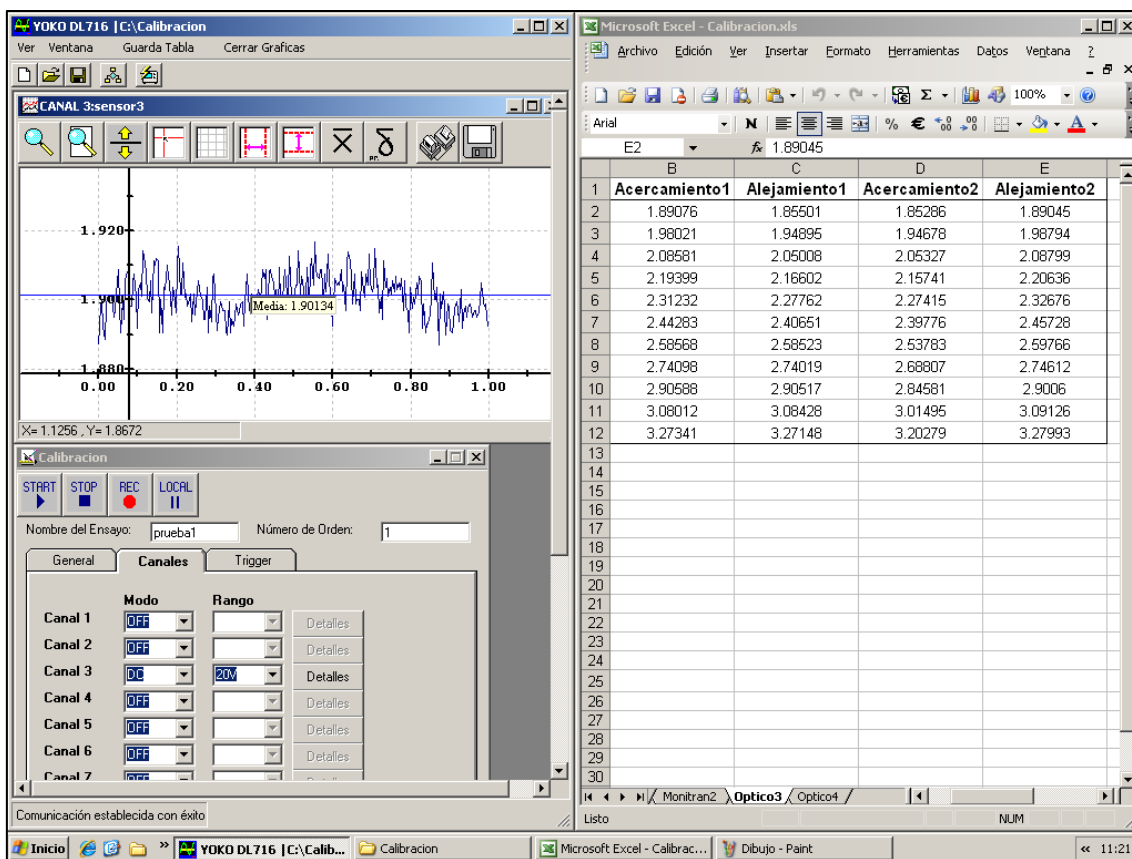 YOKO DL716 | C:\Calibracion
Ver Ventana Guarda Tabla Cerrar Graficas
CANAL 3:sensor3
1.920
1.900
Media: 1.90134
1.880
0.00 0.20 0.40 0.60 0.80 1.00
X= 1.1256 , Y= 1.8672
Calibracion
START STOP REC LOCAL
Nombre del Ensayo: prueba1 Número de Orden: 1
General Canales Trigger
Modo Rango
Canal 1 OFF Detalles
Canal 2 OFF Detalles
Canal 3 DC 20V Detalles
Canal 4 OFF Detalles
Canal 5 OFF Detalles
Canal 6 OFF Detalles
Canal 7 OFF
Comunicación establecida con éxito
Microsoft Excel - Calibracion.xls
Archivo Edición Ver Insertar Formato Herramientas Datos Ventana ?
100%
Arial N % €
E2 fx 1.89045
B C D E
1 Acercamiento1 Alejamiento1 Acercamiento2 Alejamiento2
2 1.89076 1.85501 1.85286 1.89045
3 1.98021 1.94895 1.94678 1.98794
4 2.08581 2.05008 2.05327 2.08799
5 2.19399 2.16602 2.15741 2.20636
6 2.31232 2.27762 2.27415 2.32676
7 2.44283 2.40651 2.39776 2.45728
8 2.58568 2.58523 2.53783 2.59766
9 2.74098 2.74019 2.68807 2.74612
10 2.90588 2.90517 2.84581 2.9006
11 3.08012 3.08428 3.01495 3.09126
12 3.27341 3.27148 3.20279 3.27993
13
14
15
16
17
18
19
20
21
22
23
24
25
26
27
28
29
30
Monitran2 Optico3 Optico4
Listo NUM
Inicio » YOKO DL716 | C:\Calib... Calibracion Microsoft Excel - Calibrac... Dibujo - Paint « 11:21